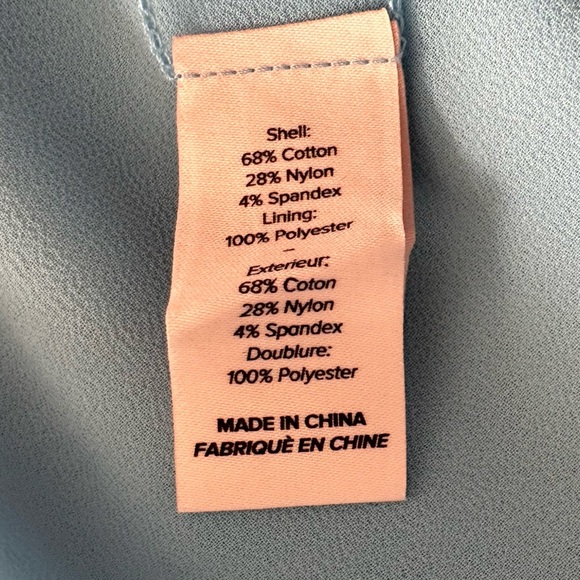 Shell:
68% Cotton
28% Nylon
4% Spandex
Lining:
100% Polyester
–
Exterieur:
68% Coton
28% Nylon
4% Spandex
Doublure:
100% Polyester
MADE IN CHINA
FABRIQUÈ EN CHINE